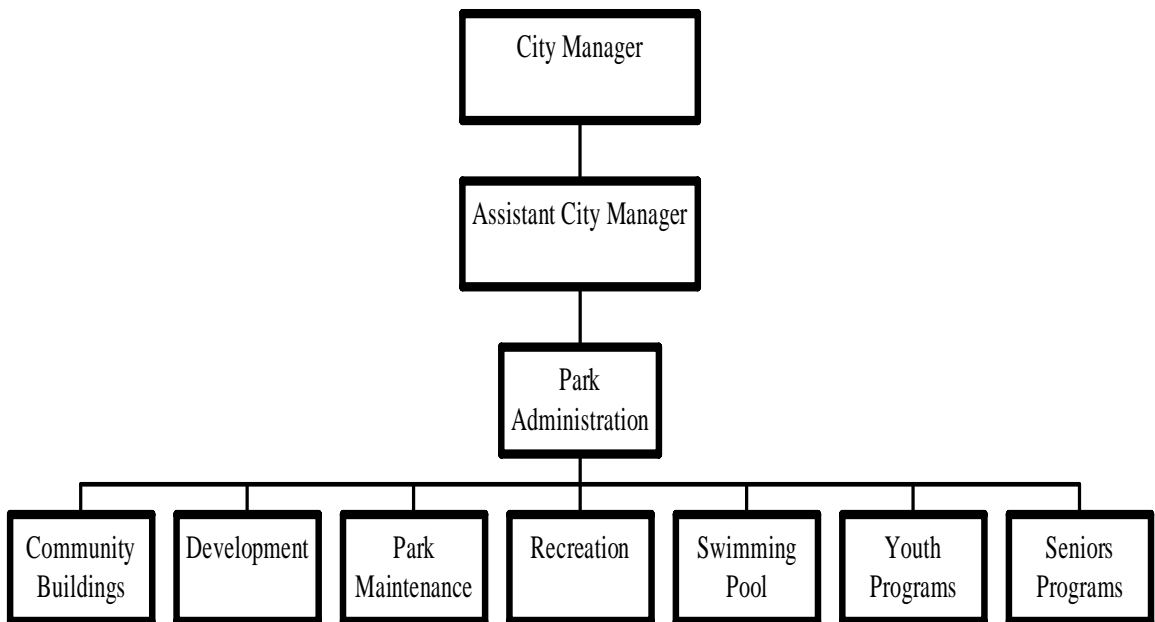 City Manager
Assistant City Manager
Park
Administration
Community
Buildings
Development
Park
Maintenance
Recreation
Swimming
Pool
Youth
Programs
Seniors
Programs